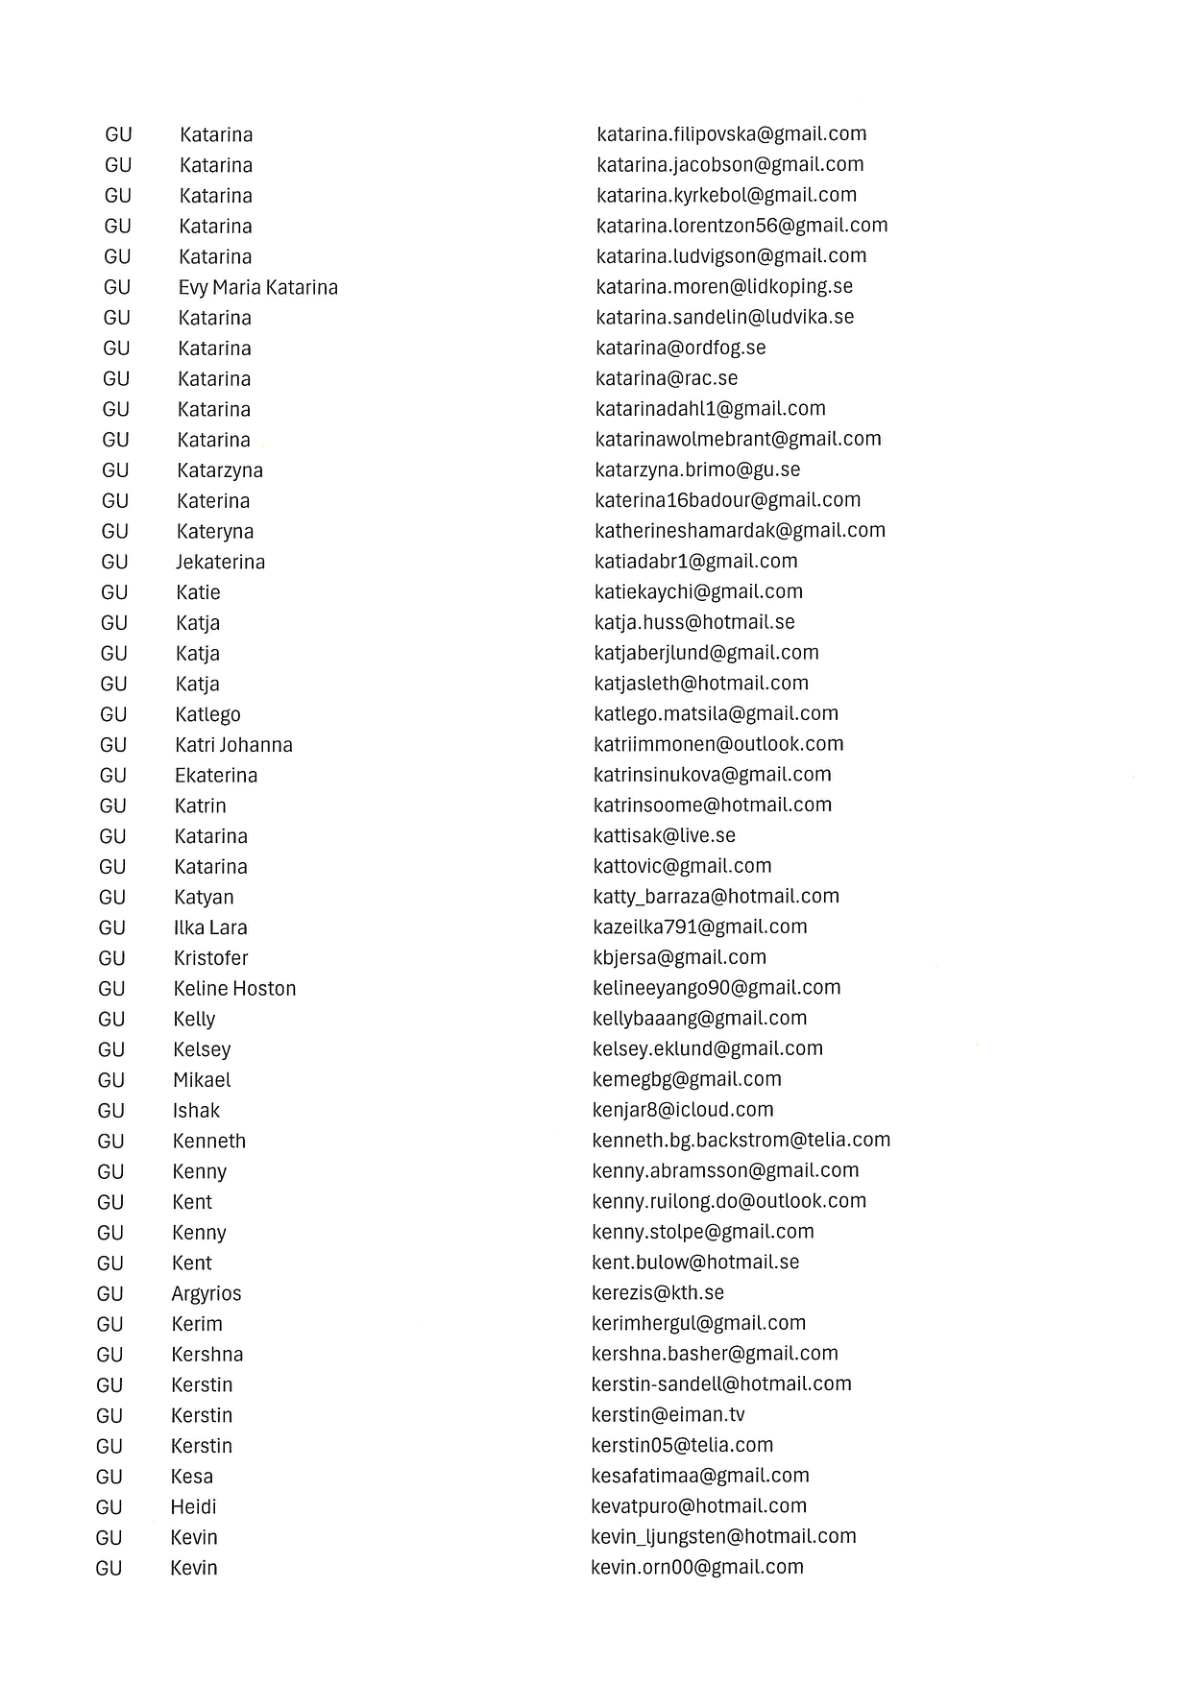 GU Katarina katarina.filipovska@gmail.com
GU Katarina katarina.jacobson@gmail.com
GU Katarina katarina.kyrkebol@gmail.com
GU Katarina katarina.lorentzon56@gmail.com
GU Katarina katarina.ludvigson@gmail.com
GU Evy Maria Katarina katarina.moren@lidkoping.se
GU Katarina katarina.sandelin@ludvika.se
GU Katarina katarina@ordfog.se
GU Katarina katarina@rac.se
GU Katarina katarinadahl1@gmail.com
GU Katarina katarinawolmebrant@gmail.com
GU Katarzyna katarzyna.brimo@gu.se
GU Katerina katerina16badour@gmail.com
GU Kateryna katherineshamardak@gmail.com
GU Jekaterina katiadabr1@gmail.com
GU Katie katiekaychi@gmail.com
GU Katja katja.huss@hotmail.se
GU Katja katjaberjlund@gmail.com
GU Katja katjasleth@hotmail.com
GU Katlego katlego.matsila@gmail.com
GU Katri Johanna katriimmonen@outlook.com
GU Ekaterina katrinsinukova@gmail.com
GU Katrin katrinsoome@hotmail.com
GU Katarina kattisak@live.se
GU Katarina kattovic@gmail.com
GU Katyan katty_barraza@hotmail.com
GU Ilka Lara kazeilka791@gmail.com
GU Kristofer kbjersa@gmail.com
GU Keline Hoston kelineeyango90@gmail.com
GU Kelly kellybaaang@gmail.com
GU Kelsey kelsey.eklund@gmail.com
GU Mikael kemegbg@gmail.com
GU Ishak kenjar8@icloud.com
GU Kenneth kenneth.bg.backstrom@telia.com
GU Kenny kenny.abramsson@gmail.com
GU Kent kenny.ruilong.do@outlook.com
GU Kenny kenny.stolpe@gmail.com
GU Kent kent.bulow@hotmail.se
GU Argyrios kerezis@kth.se
GU Kerim kerimhergul@gmail.com
GU Kershna kershna.basher@gmail.com
GU Kerstin kerstin-sandell@hotmail.com
GU Kerstin kerstin@eiman.tv
GU Kerstin kerstin05@telia.com
GU Kesa kesafatimaa@gmail.com
GU Heidi kevatpuro@hotmail.com
GU Kevin kevin_ljungsten@hotmail.com
GU Kevin kevin.orn00@gmail.com